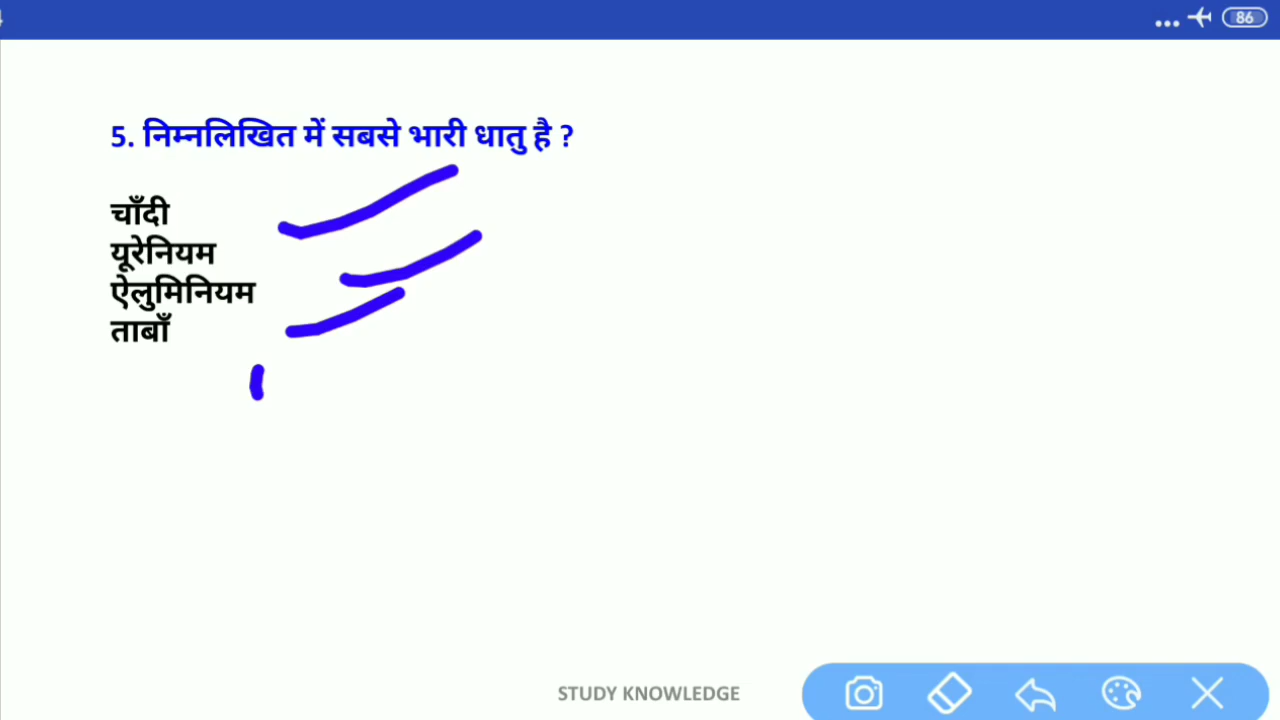 86
5. निम्नलिखित में सबसे भारी धातु है ?
चाँदी
यूरेनियम
ऐलुमिनियम
ताबाँ
STUDY KNOWLEDGE